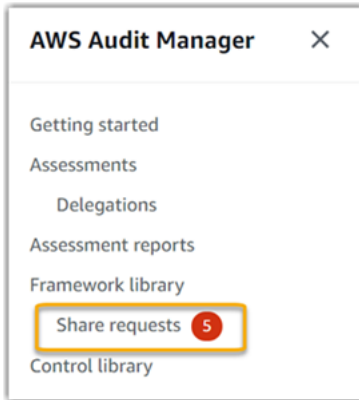 AWS Audit Manager
Getting started
Assessments
Delegations
Assessment reports
Framework library
Share requests 5
Control library